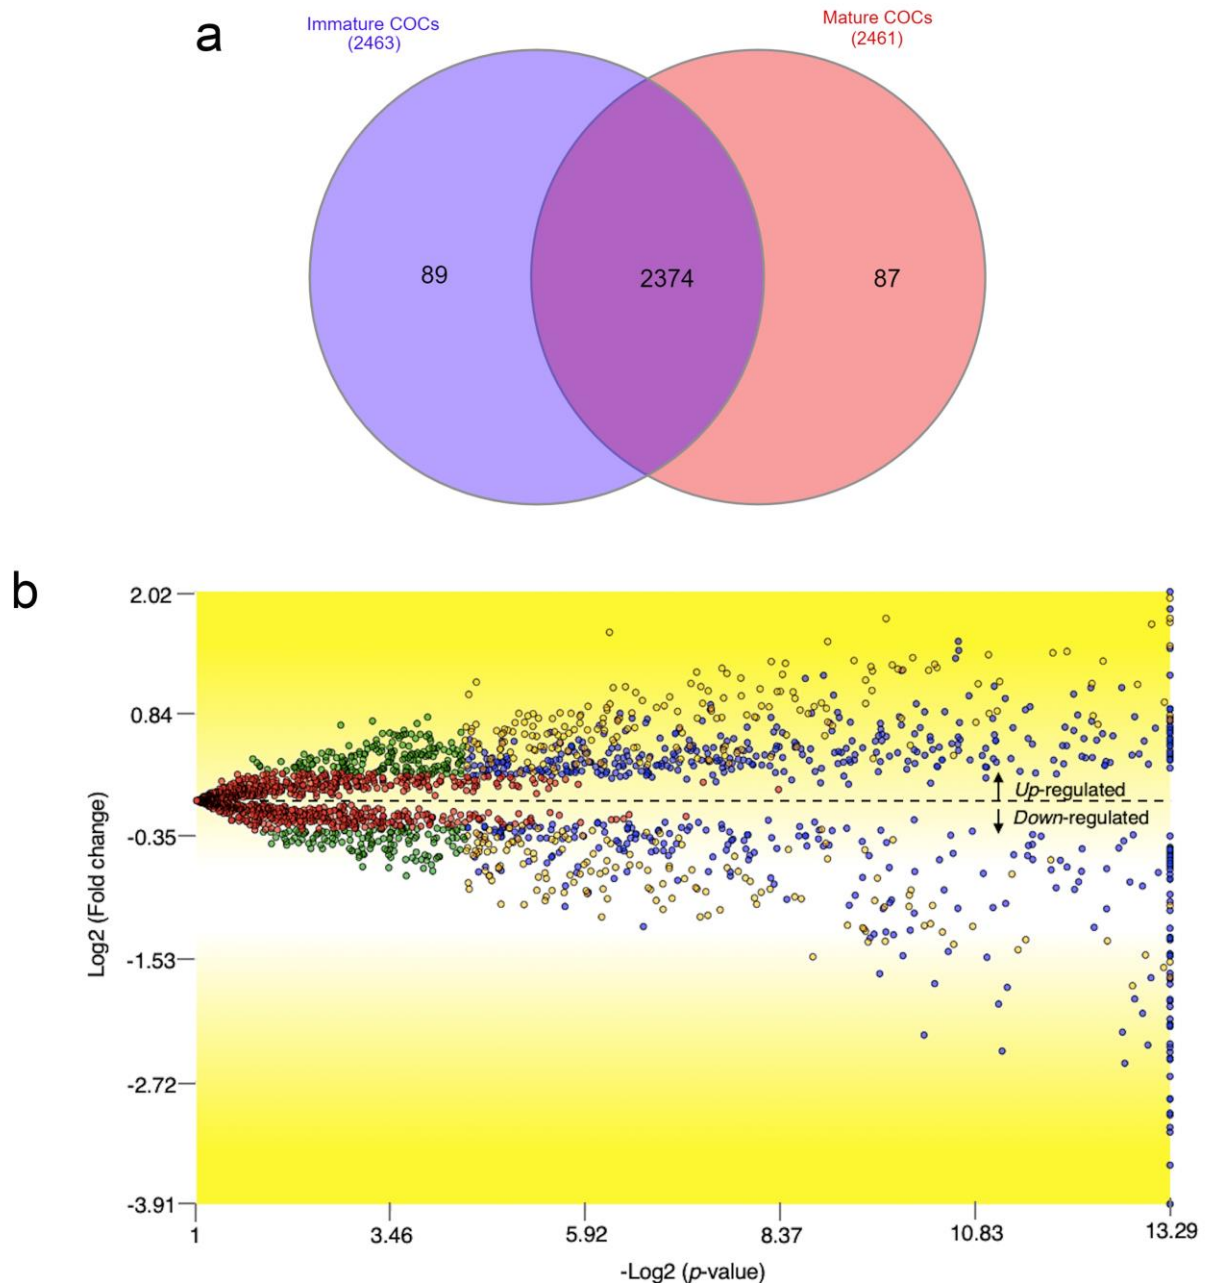 a
Immature COCs
(2463)
Mature COCs
(2461)
89
2374
87
b
2.02
0.84
-0.35
-1.53
-2.72
-3.91
Log2 (Fold change)
Up-regulated
Down-regulated
1
3.46
5.92
8.37
10.83
13.29
-Log2 (p-value)